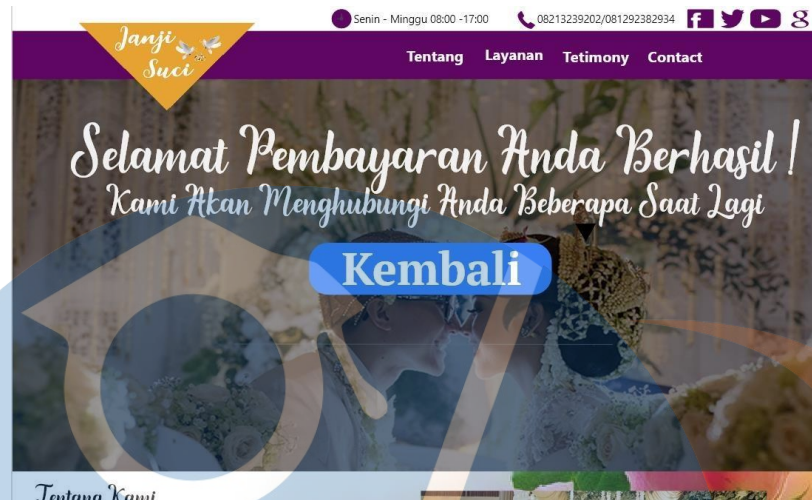 Senin - Minggu 08:00 -17:00
08213239202/081292382934
Janji
Suci
Tentang Layanan Tetimony Contact
Selamat Pembayaran Anda Berhasil !
Kami Akan Menghubungi Anda Beberapa Saat Lagi
Kembali
Tentang Kami